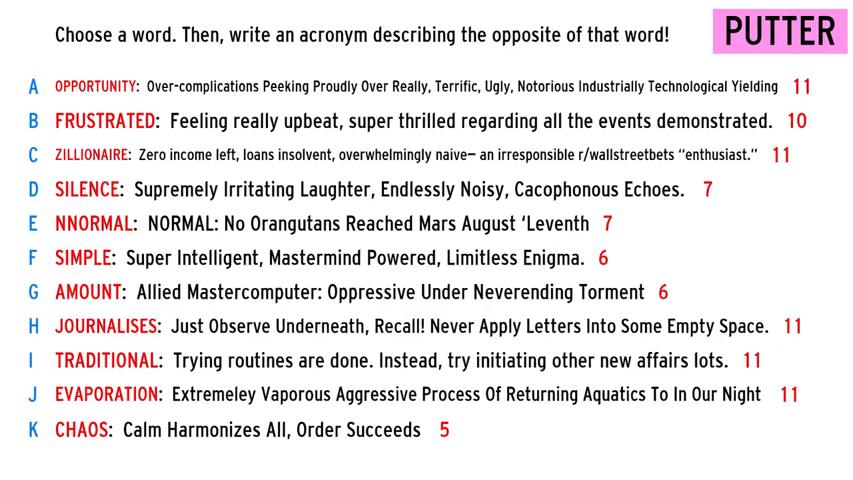 Choose a word. Then, write an acronym describing the opposite of that word!
PUTTER
A OPPORTUNITY: Over-complications Peeking Proudly Over Really, Terrific, Ugly, Notorious Industrially Technological Yielding 11
B FRUSTRATED: Feeling really upbeat, super thrilled regarding all the events demonstrated. 10
C ZILLIONAIRE: Zero income left, loans insolvent, overwhelmingly naive— an irresponsible r/wallstreetbets “enthusiast.” 11
D SILENCE: Supremely Irritating Laughter, Endlessly Noisy, Cacophonous Echoes. 7
E NNORMAL: NORMAL: No Orangutans Reached Mars August ‘Leventh 7
F SIMPLE: Super Intelligent, Mastermind Powered, Limitless Enigma. 6
G AMOUNT: Allied Mastercomputer: Oppressive Under Neverending Torment 6
H JOURNALISES: Just Observe Underneath, Recall! Never Apply Letters Into Some Empty Space. 11
I TRADITIONAL: Trying routines are done. Instead, try initiating other new affairs lots. 11
J EVAPORATION: Extremeley Vaporous Aggressive Process Of Returning Aquatics To In Our Night 11
K CHAOS: Calm Harmonizes All, Order Succeeds 5